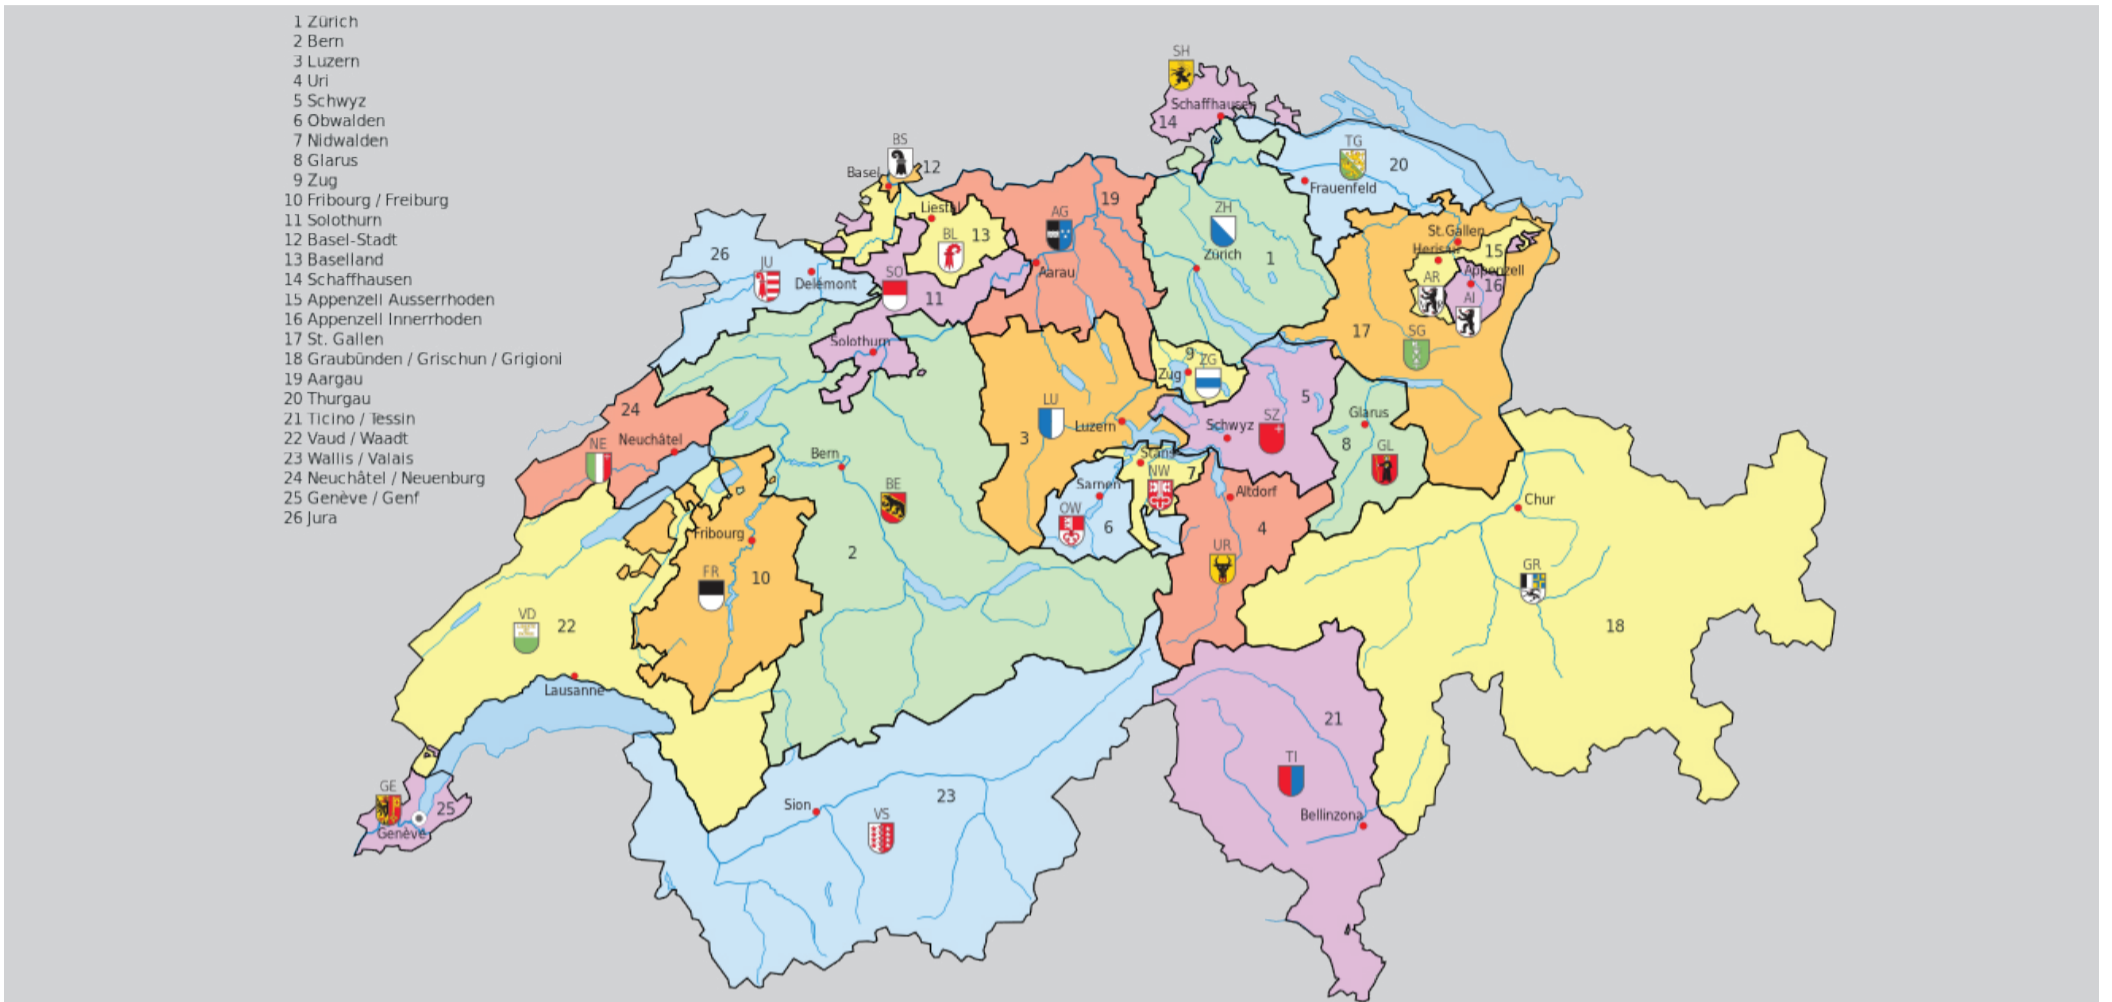 1 Zürich
2 Bern
3 Luzern
4 Uri
5 Schwyz
6 Obwalden
7 Nidwalden
8 Glarus
9 Zug
10 Fribourg / Freiburg
11 Solothurn
12 Basel-Stadt
13 Baselland
14 Schaffhausen
15 Appenzell Ausserrhoden
16 Appenzell Innerrhoden
17 St. Gallen
18 Graubünden / Grischun / Grigioni
19 Aargau
20 Thurgau
21 Ticino / Tessin
22 Vaud / Waadt
23 Wallis / Valais
24 Neuchâtel / Neuenburg
25 Genève / Genf
26 Jura
SH
Schaffhausen
14
BS
12
Basel
TG
20
Frauenfeld
Liestal
BL
13
AG
19
Aarau
ZH
Zürich
1
St.Gallen
Herisau
15
AR
Appenzell
16
AI
26
JU
Delémont
SO
11
Solothurn
17
SG
9
ZG
Zug
5
SZ
Schwyz
Glarus
8
GL
24
NE
Neuchâtel
LU
Luzern
3
Bern
BE
2
Stans
NW
7
Sarnen
OW
6
Altdorf
4
UR
Chur
GR
18
Fribourg
FR
10
VD
22
Lausanne
21
TI
Bellinzona
Sion
23
VS
GE
25
Genève